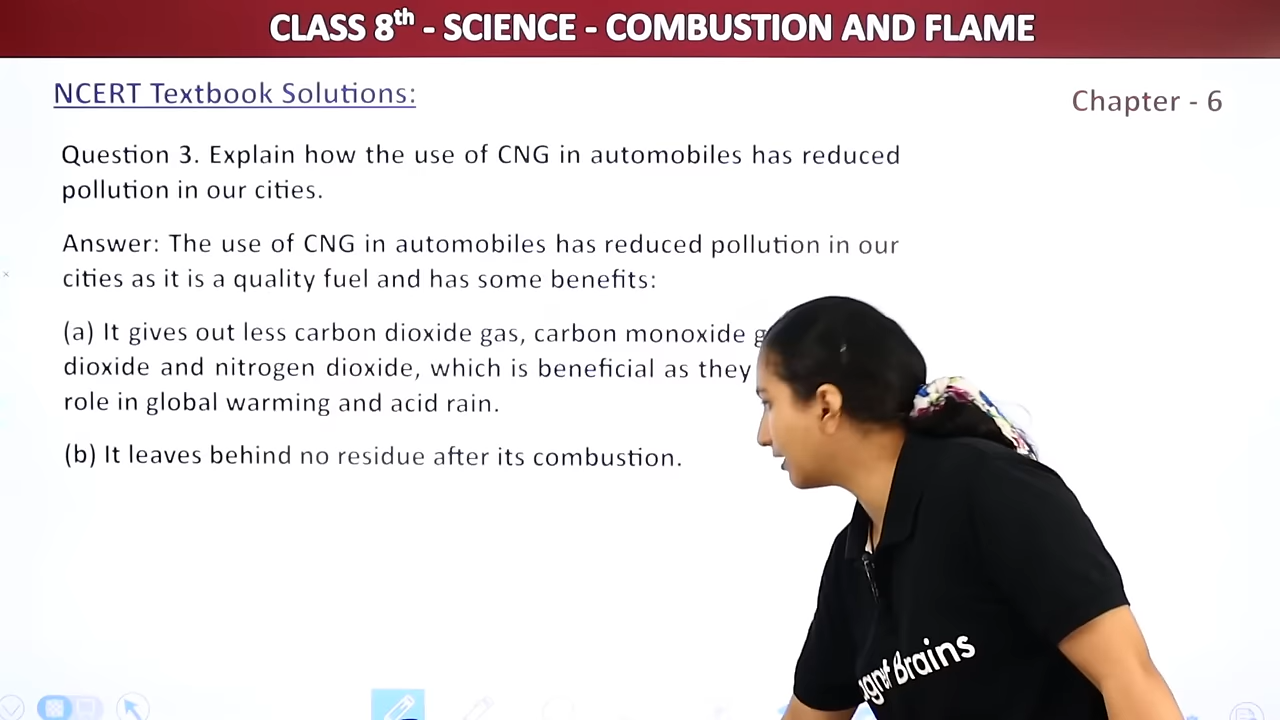 CLASS 8th - SCIENCE - COMBUSTION AND FLAME
NCERT Textbook Solutions:
Chapter - 6
Question 3. Explain how the use of CNG in automobiles has reduced
pollution in our cities.
Answer: The use of CNG in automobiles has reduced pollution in our
cities as it is a quality fuel and has some benefits:
(a) It gives out less carbon dioxide gas, carbon monoxide
dioxide and nitrogen dioxide, which is beneficial as they
role in global warming and acid rain.
(b) It leaves behind no residue after its combustion.
Brains